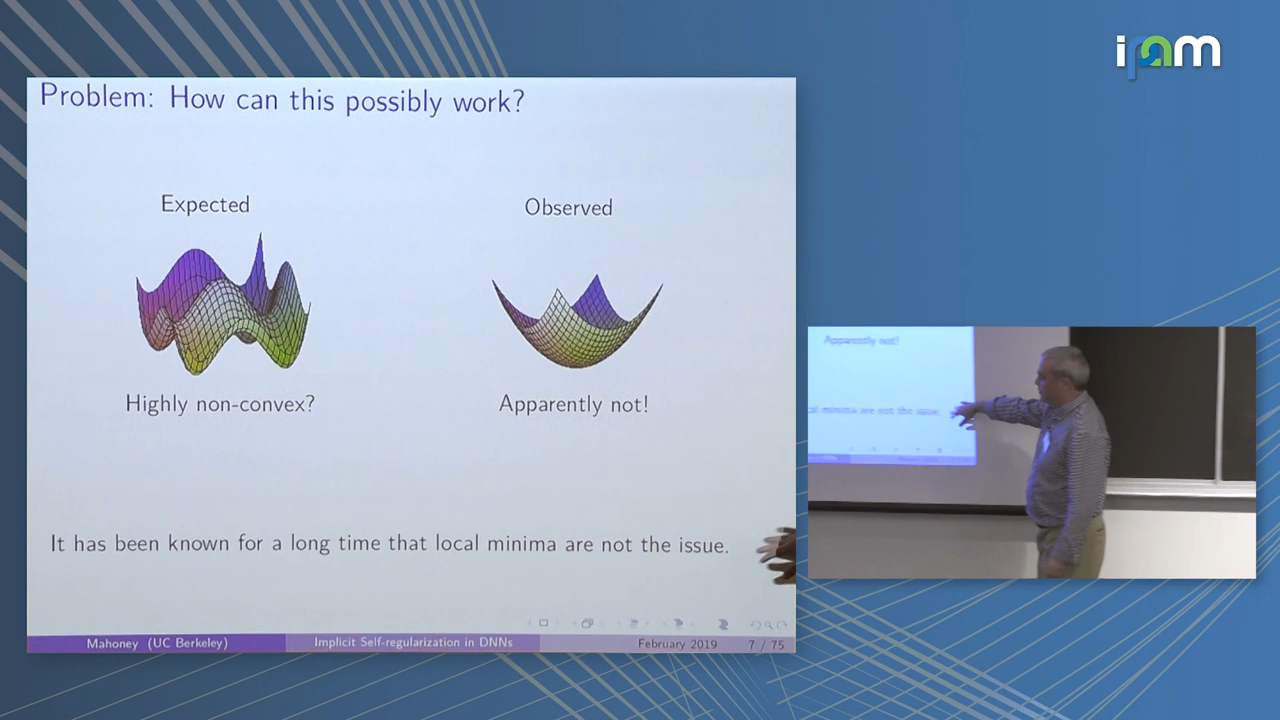 ipam
Problem: How can this possibly work?
Expected
Observed
Highly non-convex?
Apparently not!
It has been known for a long time that local minima are not the issue.
Mahoney (UC Berkeley)
Implicit Self-regularization in DNNs
February 2019
7 / 75
Apparently not!
cal minima are not the issue.